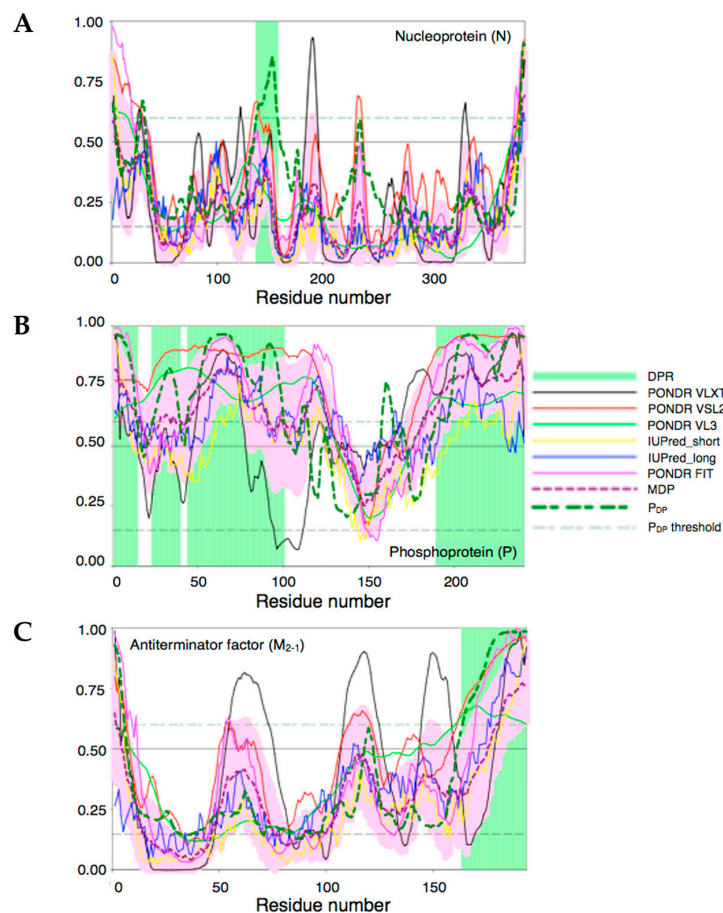 A
Nucleoprotein (N)
1.00
0.75
0.50
0.25
0.00
0
100
200
300
Residue number
B
1.00
0.75
0.50
0.25
0.00
Phosphoprotein (P)
0
50
100
150
200
Residue number
DPR
PONDR VLXT
PONDR VSL2
PONDR VL3
IUPred_short
IUPred_long
PONDR FIT
MDP
PDP
PDP threshold
C
Antiterminator factor (M2-1)
1.00
0.75
0.50
0.25
0.00
0
50
100
150
Residue number